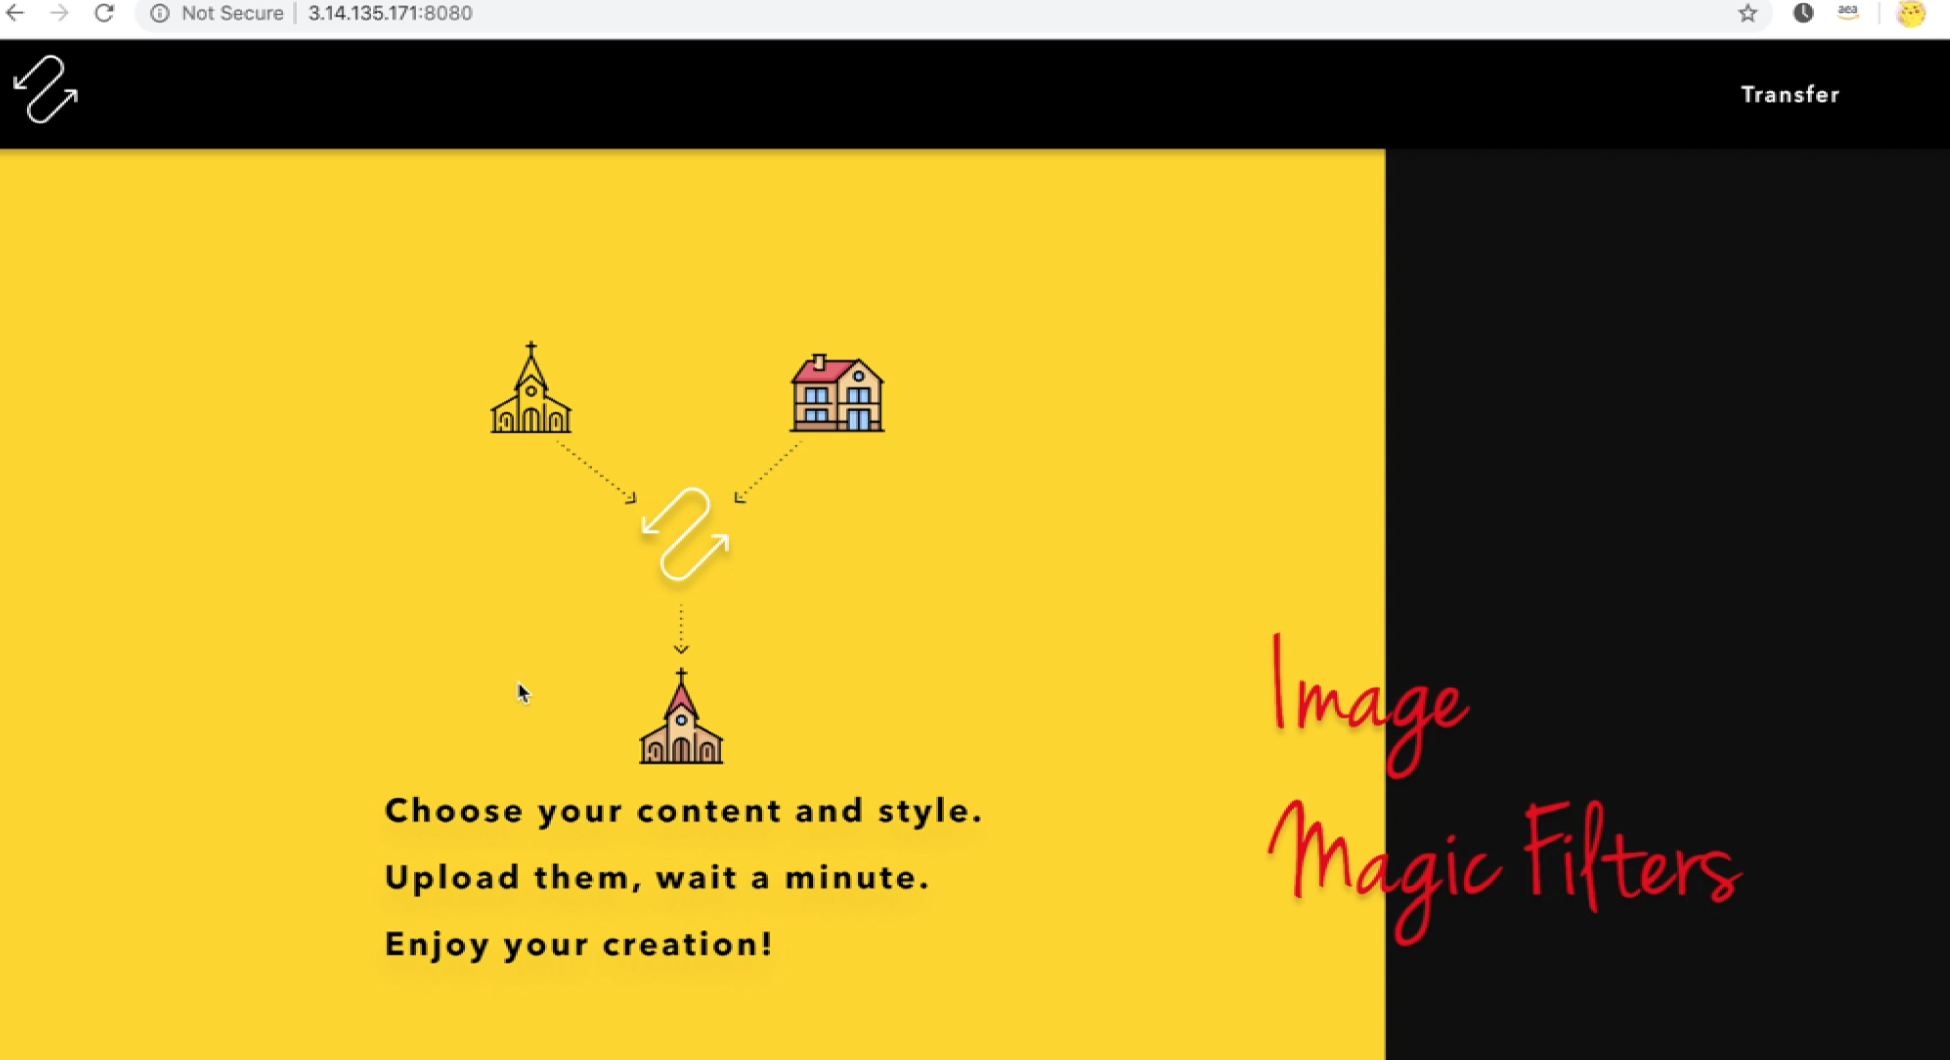 Not Secure | 3.14.135.171:8080
aea
Transfer
Choose your content and style.
Upload them, wait a minute.
Enjoy your creation!
Image
Magic Filters